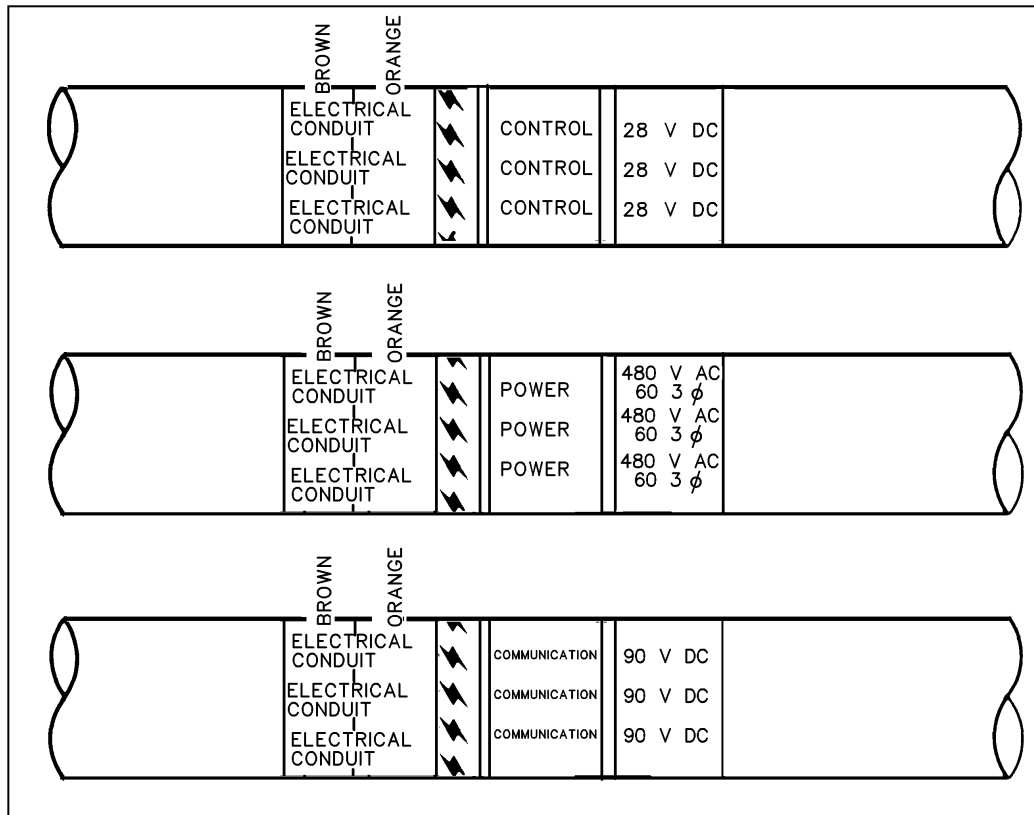 BROWN
ORANGE
ELECTRICAL
CONDUIT
ELECTRICAL
CONDUIT
ELECTRICAL
CONDUIT
CONTROL
CONTROL
CONTROL
28 V DC
28 V DC
28 V DC
BROWN
ORANGE
ELECTRICAL
CONDUIT
ELECTRICAL
CONDUIT
ELECTRICAL
CONDUIT
POWER
POWER
POWER
480 V AC
60 3 ϕ
480 V AC
60 3 ϕ
480 V AC
60 3 ϕ
BROWN
ORANGE
ELECTRICAL
CONDUIT
ELECTRICAL
CONDUIT
ELECTRICAL
CONDUIT
COMMUNICATION
COMMUNICATION
COMMUNICATION
90 V DC
90 V DC
90 V DC